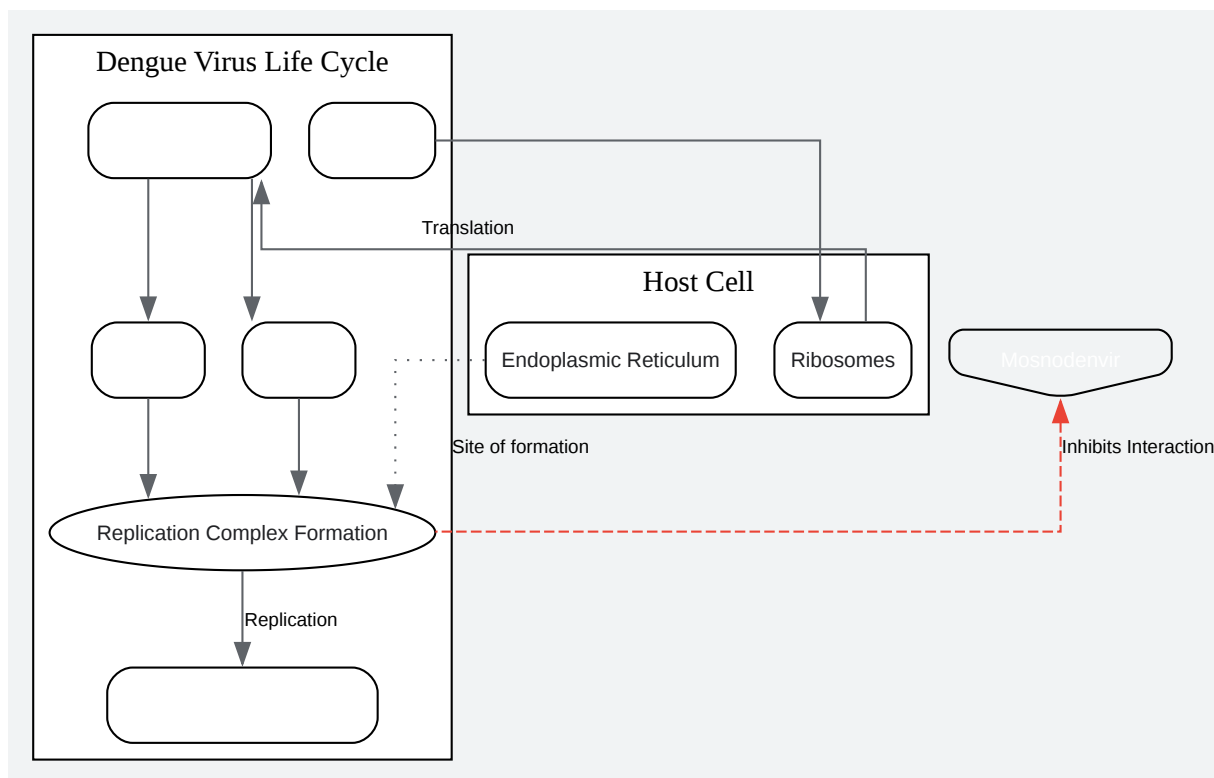 Dengue Virus Life Cycle
Translation
Host Cell
Endoplasmic Reticulum
Ribosomes
Mosnodenvir
Site of formation
Inhibits Interaction
Replication Complex Formation
Replication